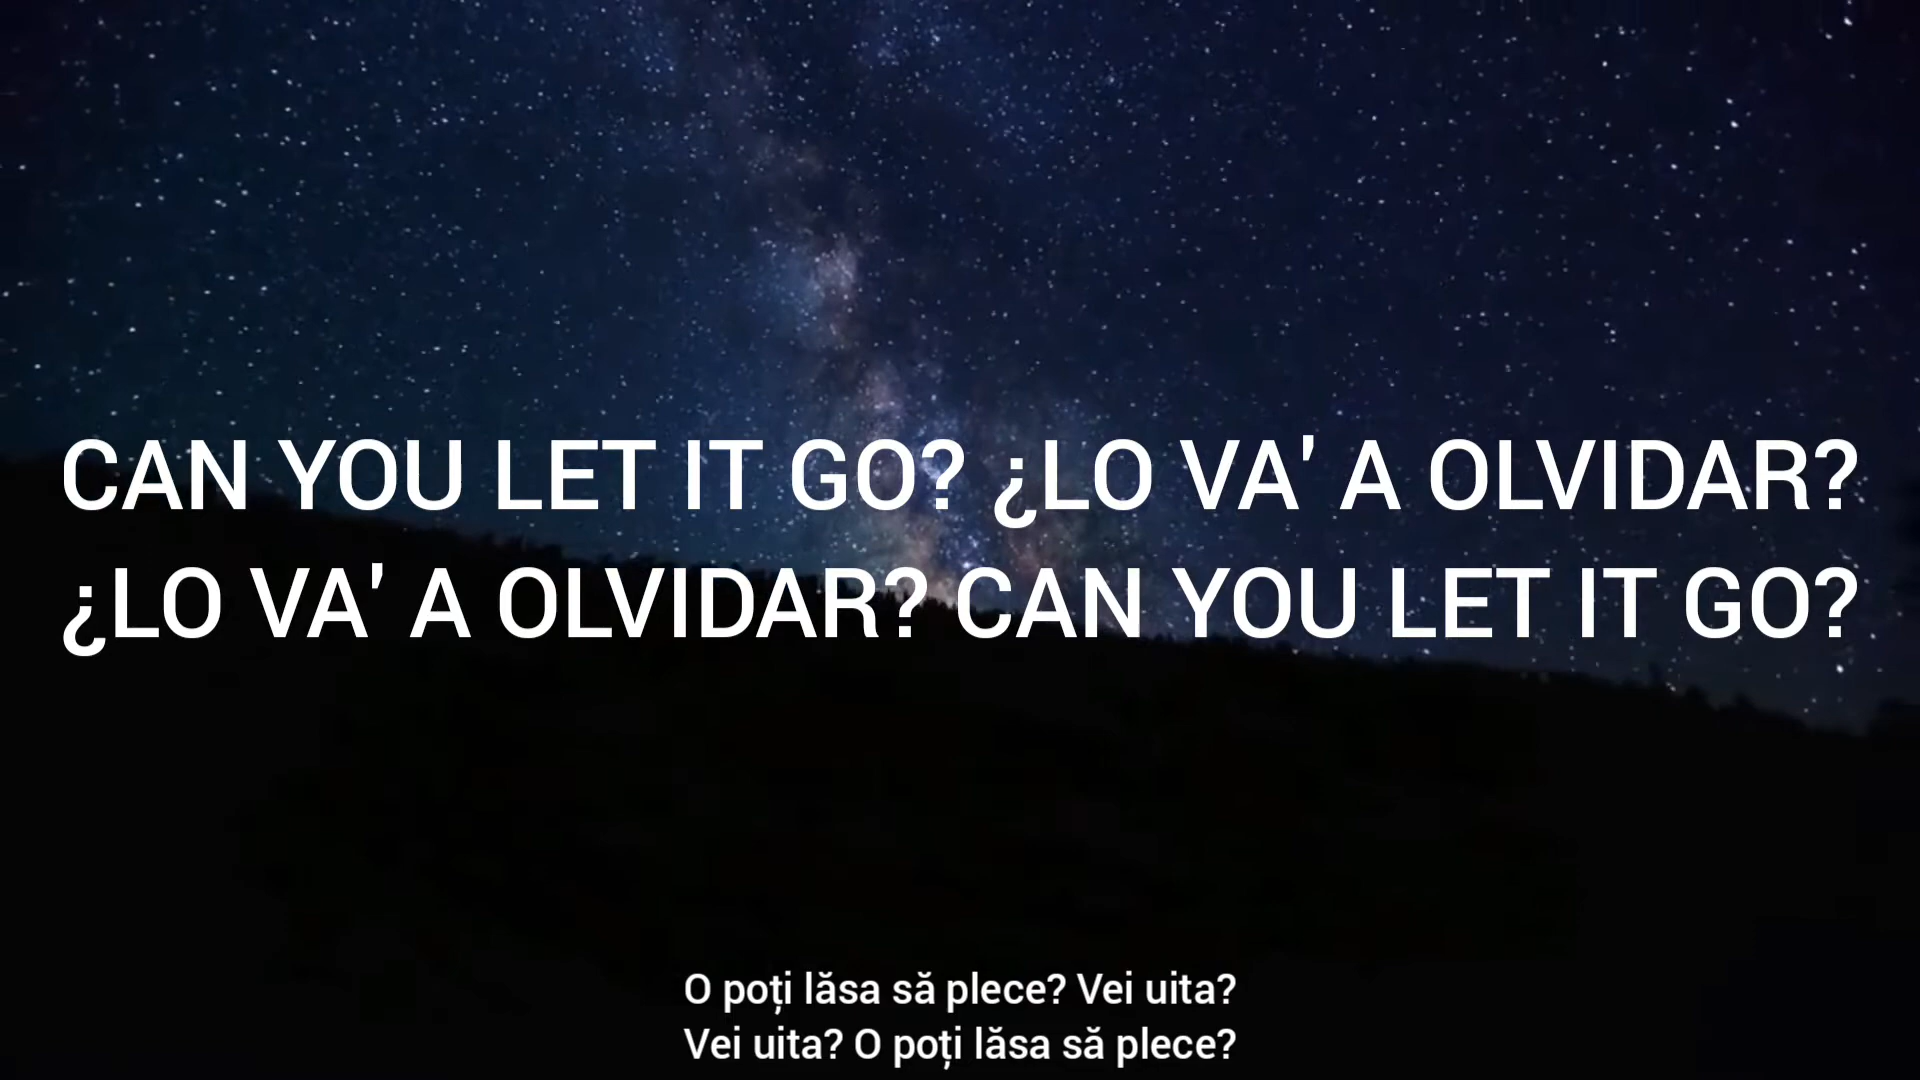 CAN YOU LET IT GO? ¿LO VA' A OLVIDAR?
¿LO VA' A OLVIDAR? CAN YOU LET IT GO?
O poți lăsa să plece? Vei uita?
Vei uita? O poți lăsa să plece?